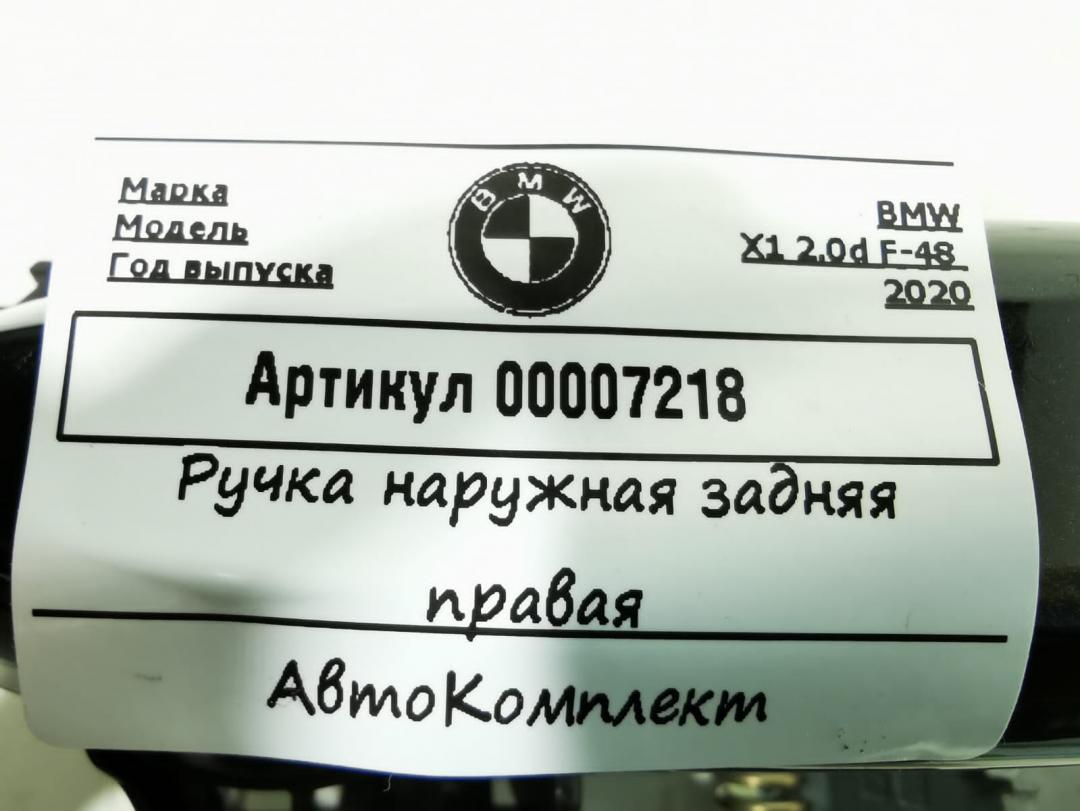 Марка
Модель
Год выпуска
BMW
BMW
X1 2.0d F-48
2020
Артикул 00007218
Ручка наружная задняя
правая
АвтоКомплект